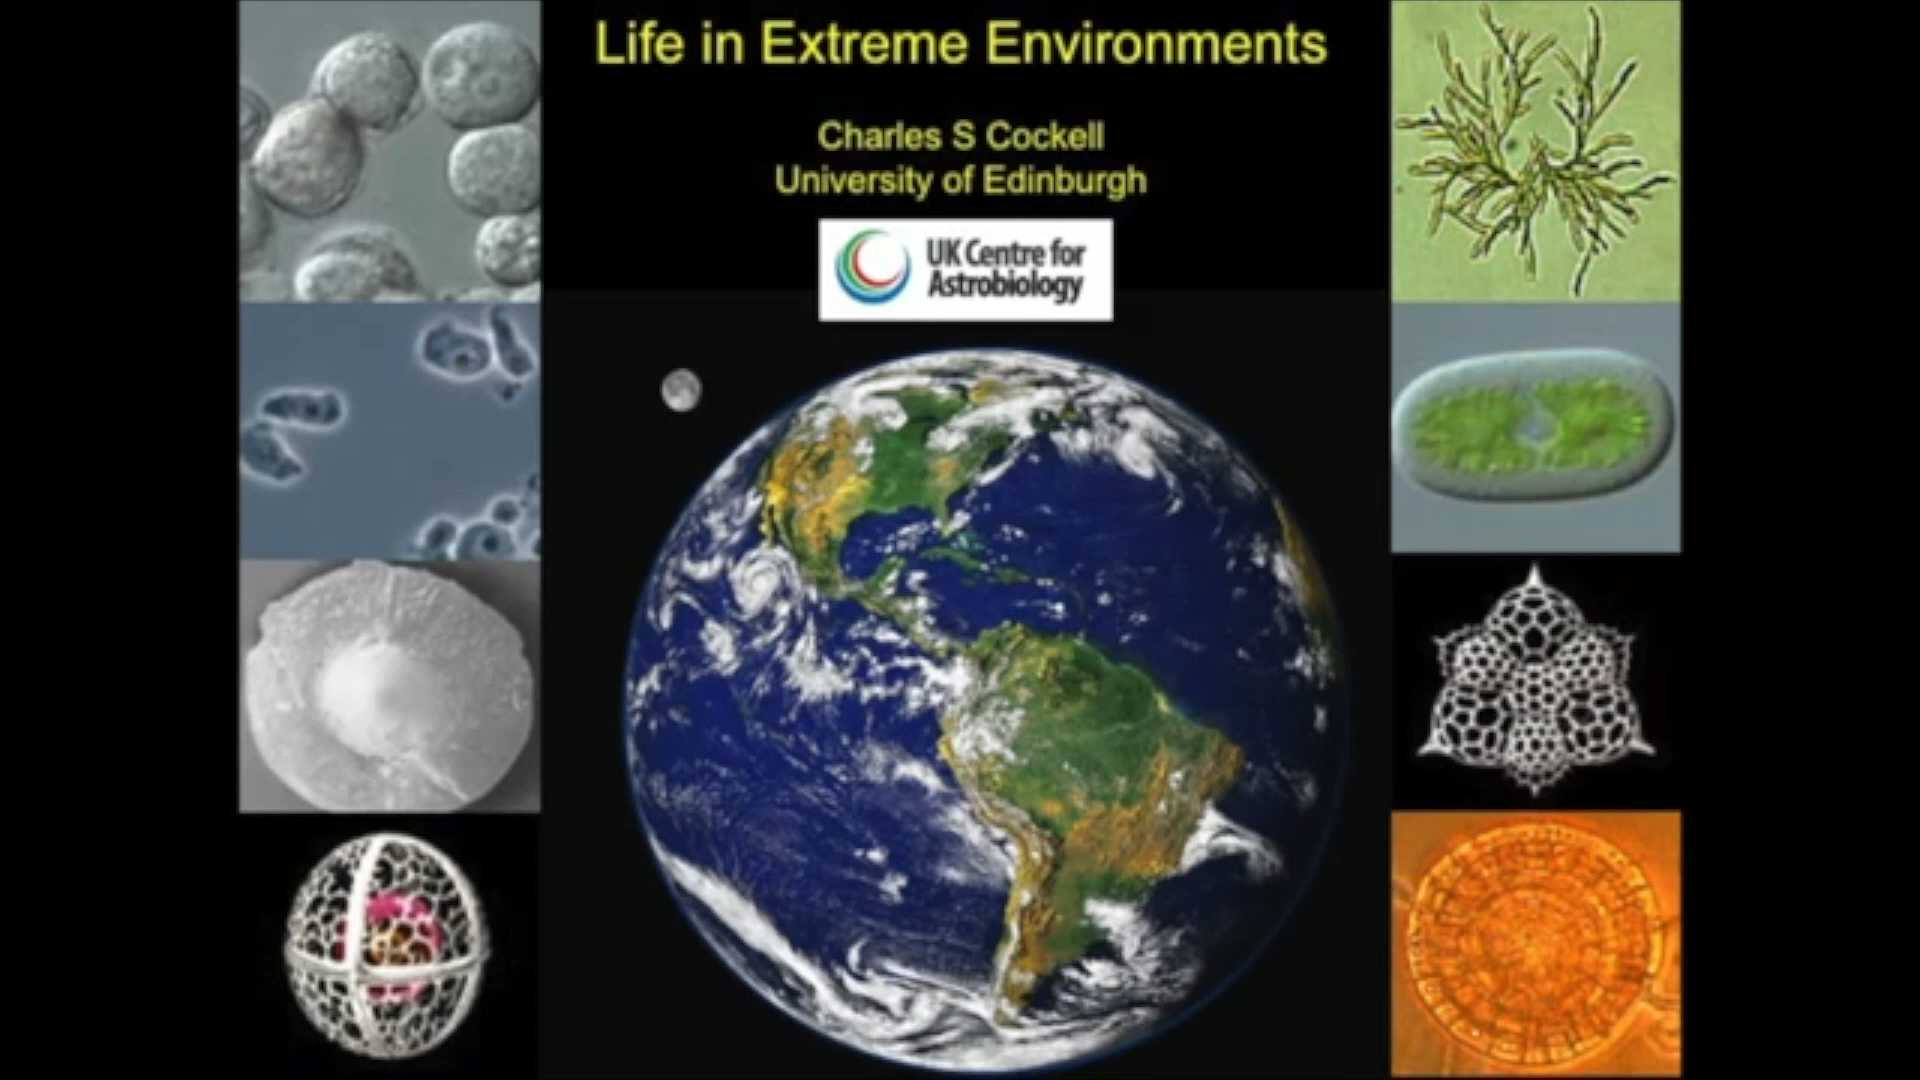 Life in Extreme Environments
Charles S Cockell
University of Edinburgh
UK Centre for
Astrobiology